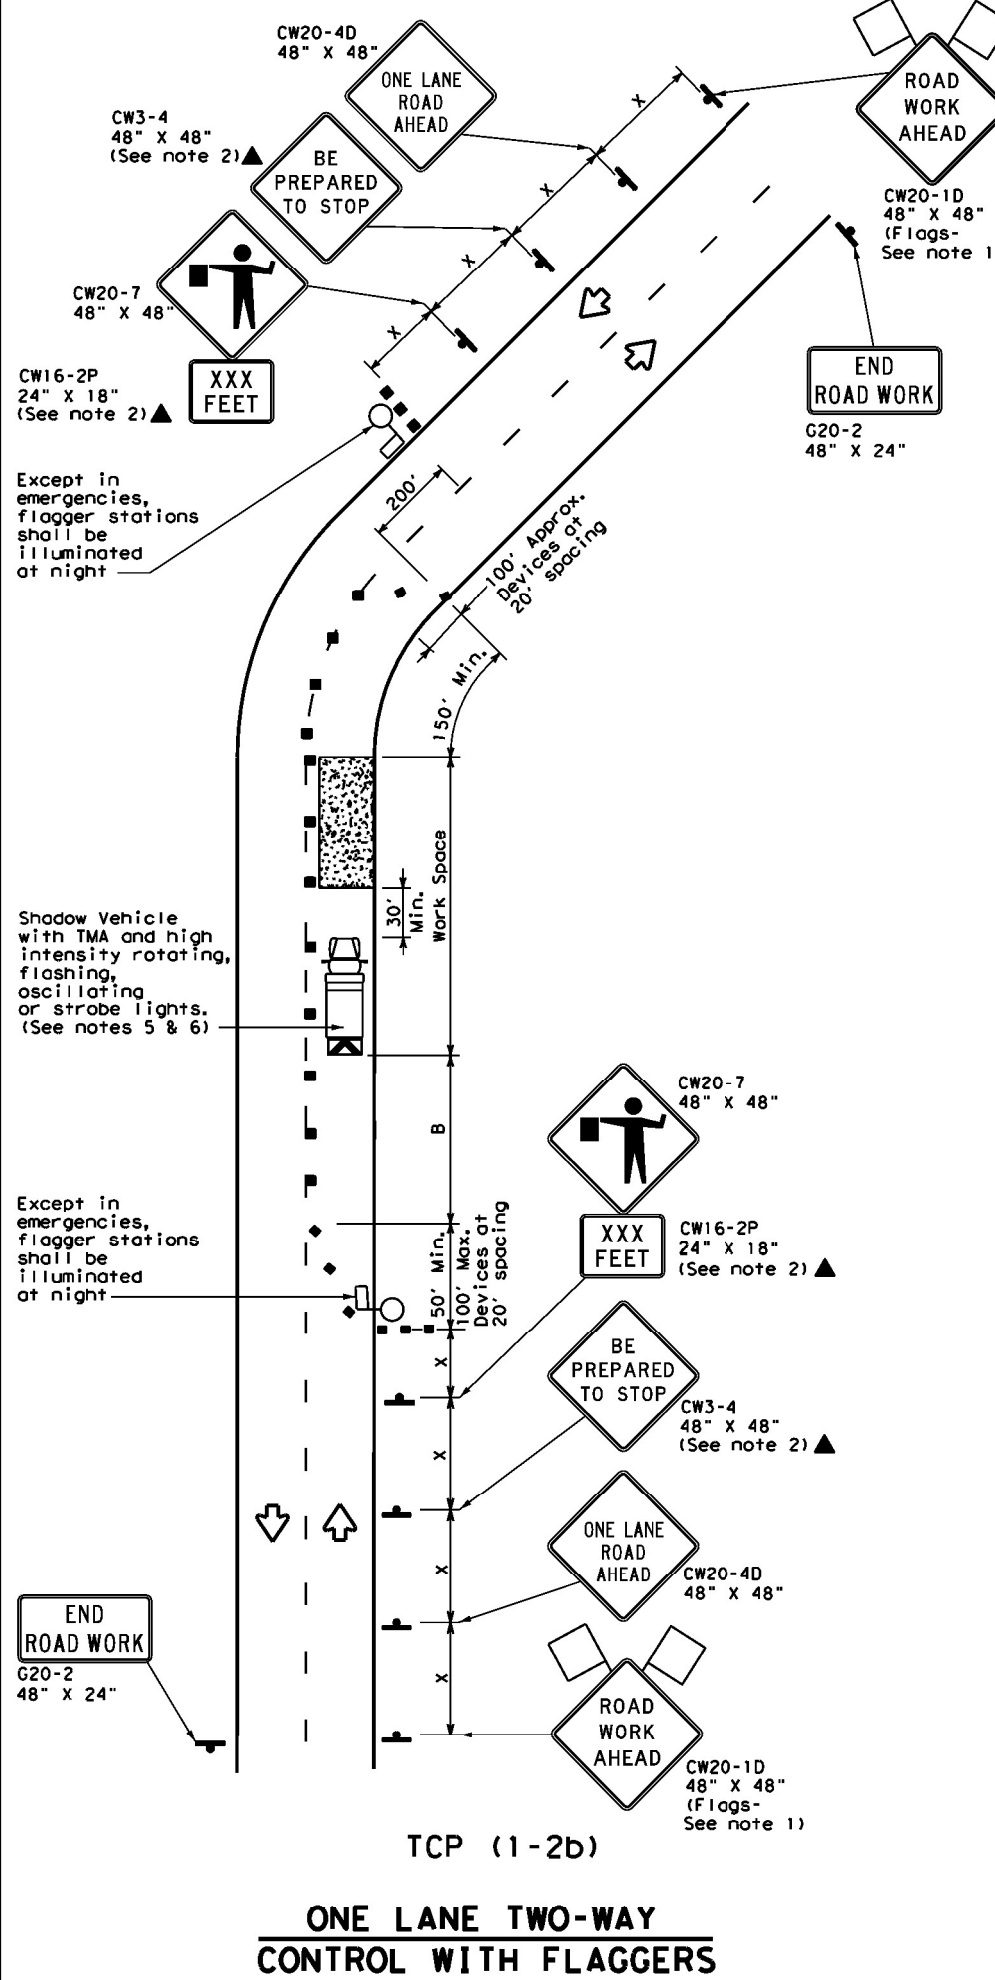 CW20-4D
48" X 48"
ONE LANE
ROAD
AHEAD
ROAD
WORK
AHEAD
CW3-4
48" X 48"
(See note 2)
BE
PREPARED
TO STOP
X
X
X
X
CW20-1D
48" X 48"
(Flags-
See note 1
CW20-7
48" X 48"
CW16-2P
24" X 18"
(See note 2)
XXX
FEET
END
ROAD WORK
G20-2
48" X 24"
Except in
emergencies,
flagger stations
shall be
illuminated
at night
200'
100' Approx.
Devices at
20' spacing
150' Min.
Work Space
30'
Min.
Shadow Vehicle
with TMA and high
intensity rotating,
flashing,
oscillating
or strobe lights.
(See notes 5 & 6)
B
CW20-7
48" X 48"
Except in
emergencies,
flagger stations
shall be
illuminated
at night
50' Min.
100' Max.
Devices at
20' spacing
XXX
FEET
CW16-2P
24" X 18"
(See note 2)
X
BE
PREPARED
TO STOP
CW3-4
48" X 48"
(See note 2)
X
ONE LANE
ROAD
AHEAD
CW20-4D
48" X 48"
X
END
ROAD WORK
G20-2
48" X 24"
X
ROAD
WORK
AHEAD
CW20-1D
48" X 48"
(Flags-
See note 1)
TCP (1-2b)
ONE LANE TWO-WAY
CONTROL WITH FLAGGERS